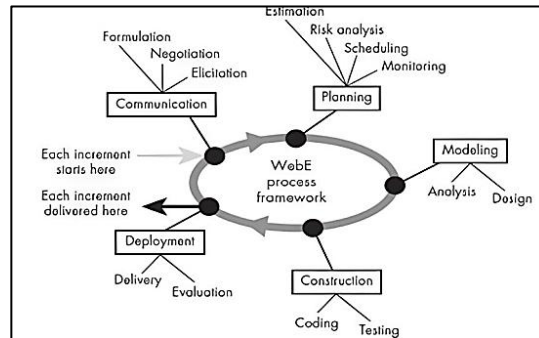 Estimation
Risk analysis
Scheduling
Monitoring
Planning
Formulation
Negotiation
Elicitation
Communication
Each increment
starts here
WebE
process
framework
Modeling
Analysis
Design
Each increment
delivered here
Deployment
Delivery
Evaluation
Construction
Coding
Testing